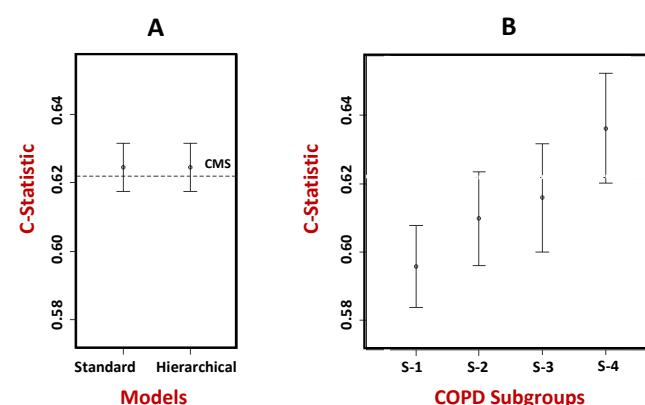 A
C-Statistic
0.64
0.62
0.60
0.58
CMS
Standard
Hierarchical
Models
B
C-Statistic
0.64
0.62
0.60
0.58
S-1
S-2
S-3
S-4
COPD Subgroups